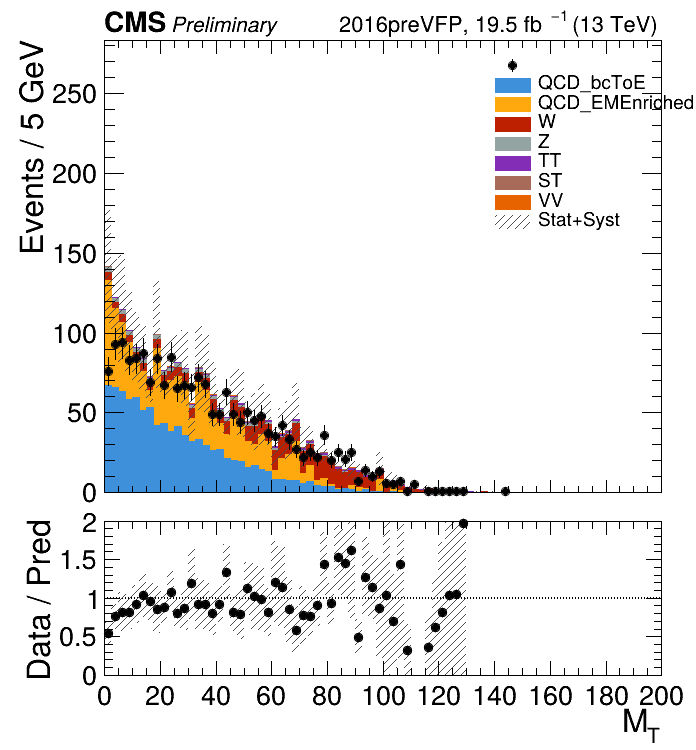 CMS Preliminary 2016preVFP, 19.5 fb⁻¹ (13 TeV)
Events / 5 GeV
250
200
150
100
50
0
QCD_bcToE
QCD_EMEnriched
W
Z
TT
ST
VV
Stat+Syst
Data / Pred
2
1.5
1
0.5
0
0 20 40 60 80 100 120 140 160 180 200
M_T